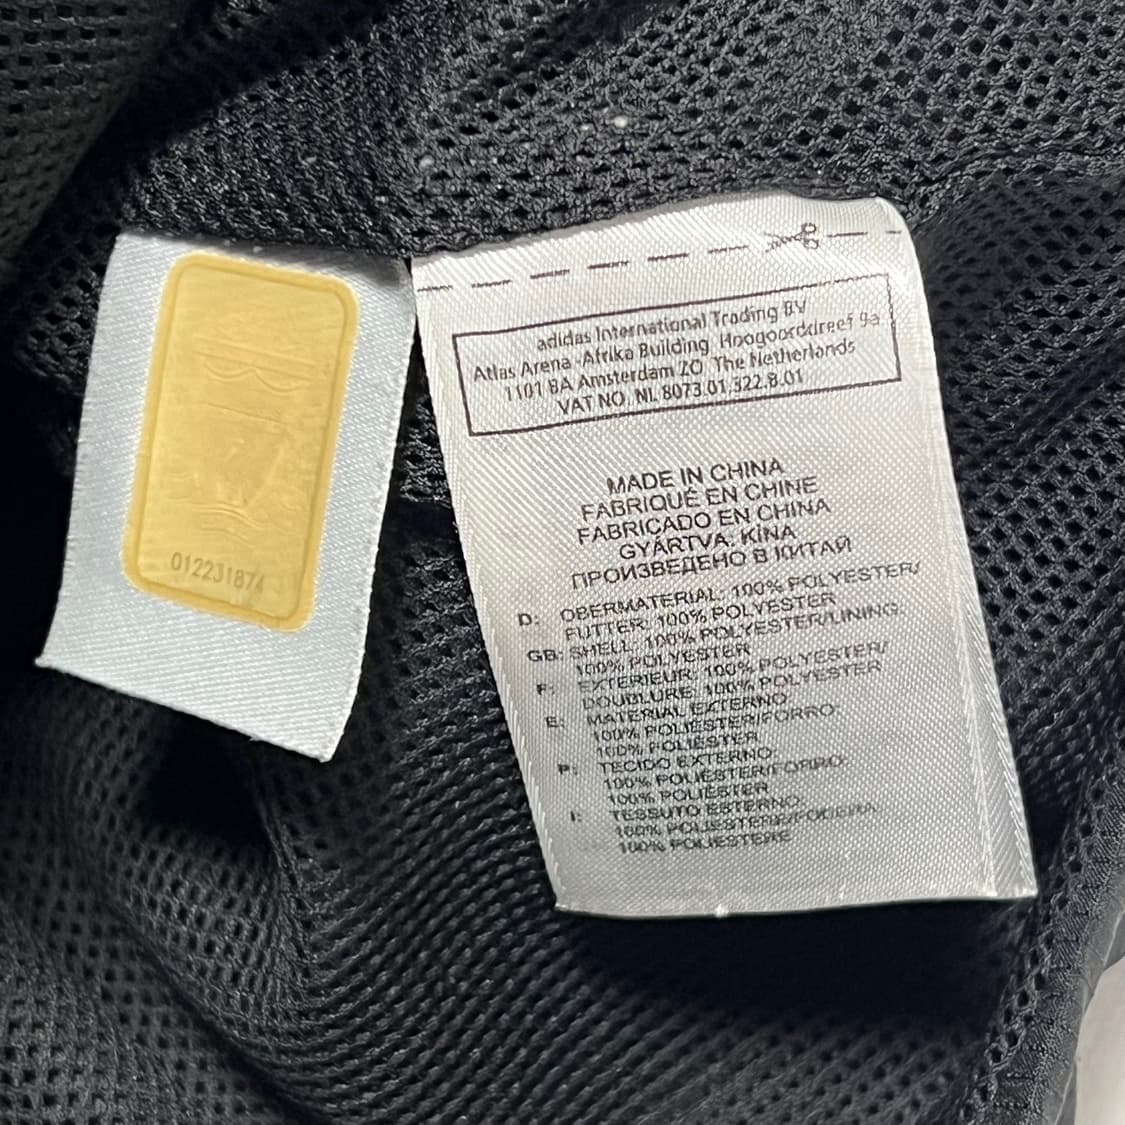 012231874
adidas International Trading BV
Atlas Arena -Afrika Building Hoogoorddreef 9a
1101 BA Amsterdam ZO The Netherlands
VAT NO. NL 8073.01.322.B.01
MADE IN CHINA
FABRIQUÉ EN CHINE
FABRICADO EN CHINA
GYÁRTVA: KÍNA
ПРОИЗВЕДЕНО В КИТАЙ
D: OBERMATERIAL: 100% POLYESTER/
FUTTER: 100% POLYESTER
GB: SHELL: 100% POLYESTER/LINING:
100% POLYESTER
F: EXTERIEUR: 100% POLYESTER/
DOUBLURE: 100% POLYESTER
E: MATERIAL EXTERNO:
100% POLIÉSTER/FORRO:
100% POLIÉSTER
P: TECIDO EXTERNO:
100% POLIÉSTER/FORRO:
100% POLIÉSTER
I: TESSUTO ESTERNO:
100% POLIESTERE/FODERA:
100% POLIESTERE